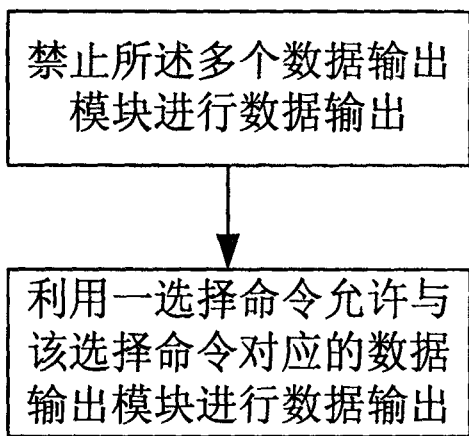 禁止所述多个数据输出
模块进行数据输出
利用一选择命令允许与
该选择命令对应的数据
输出模块进行数据输出